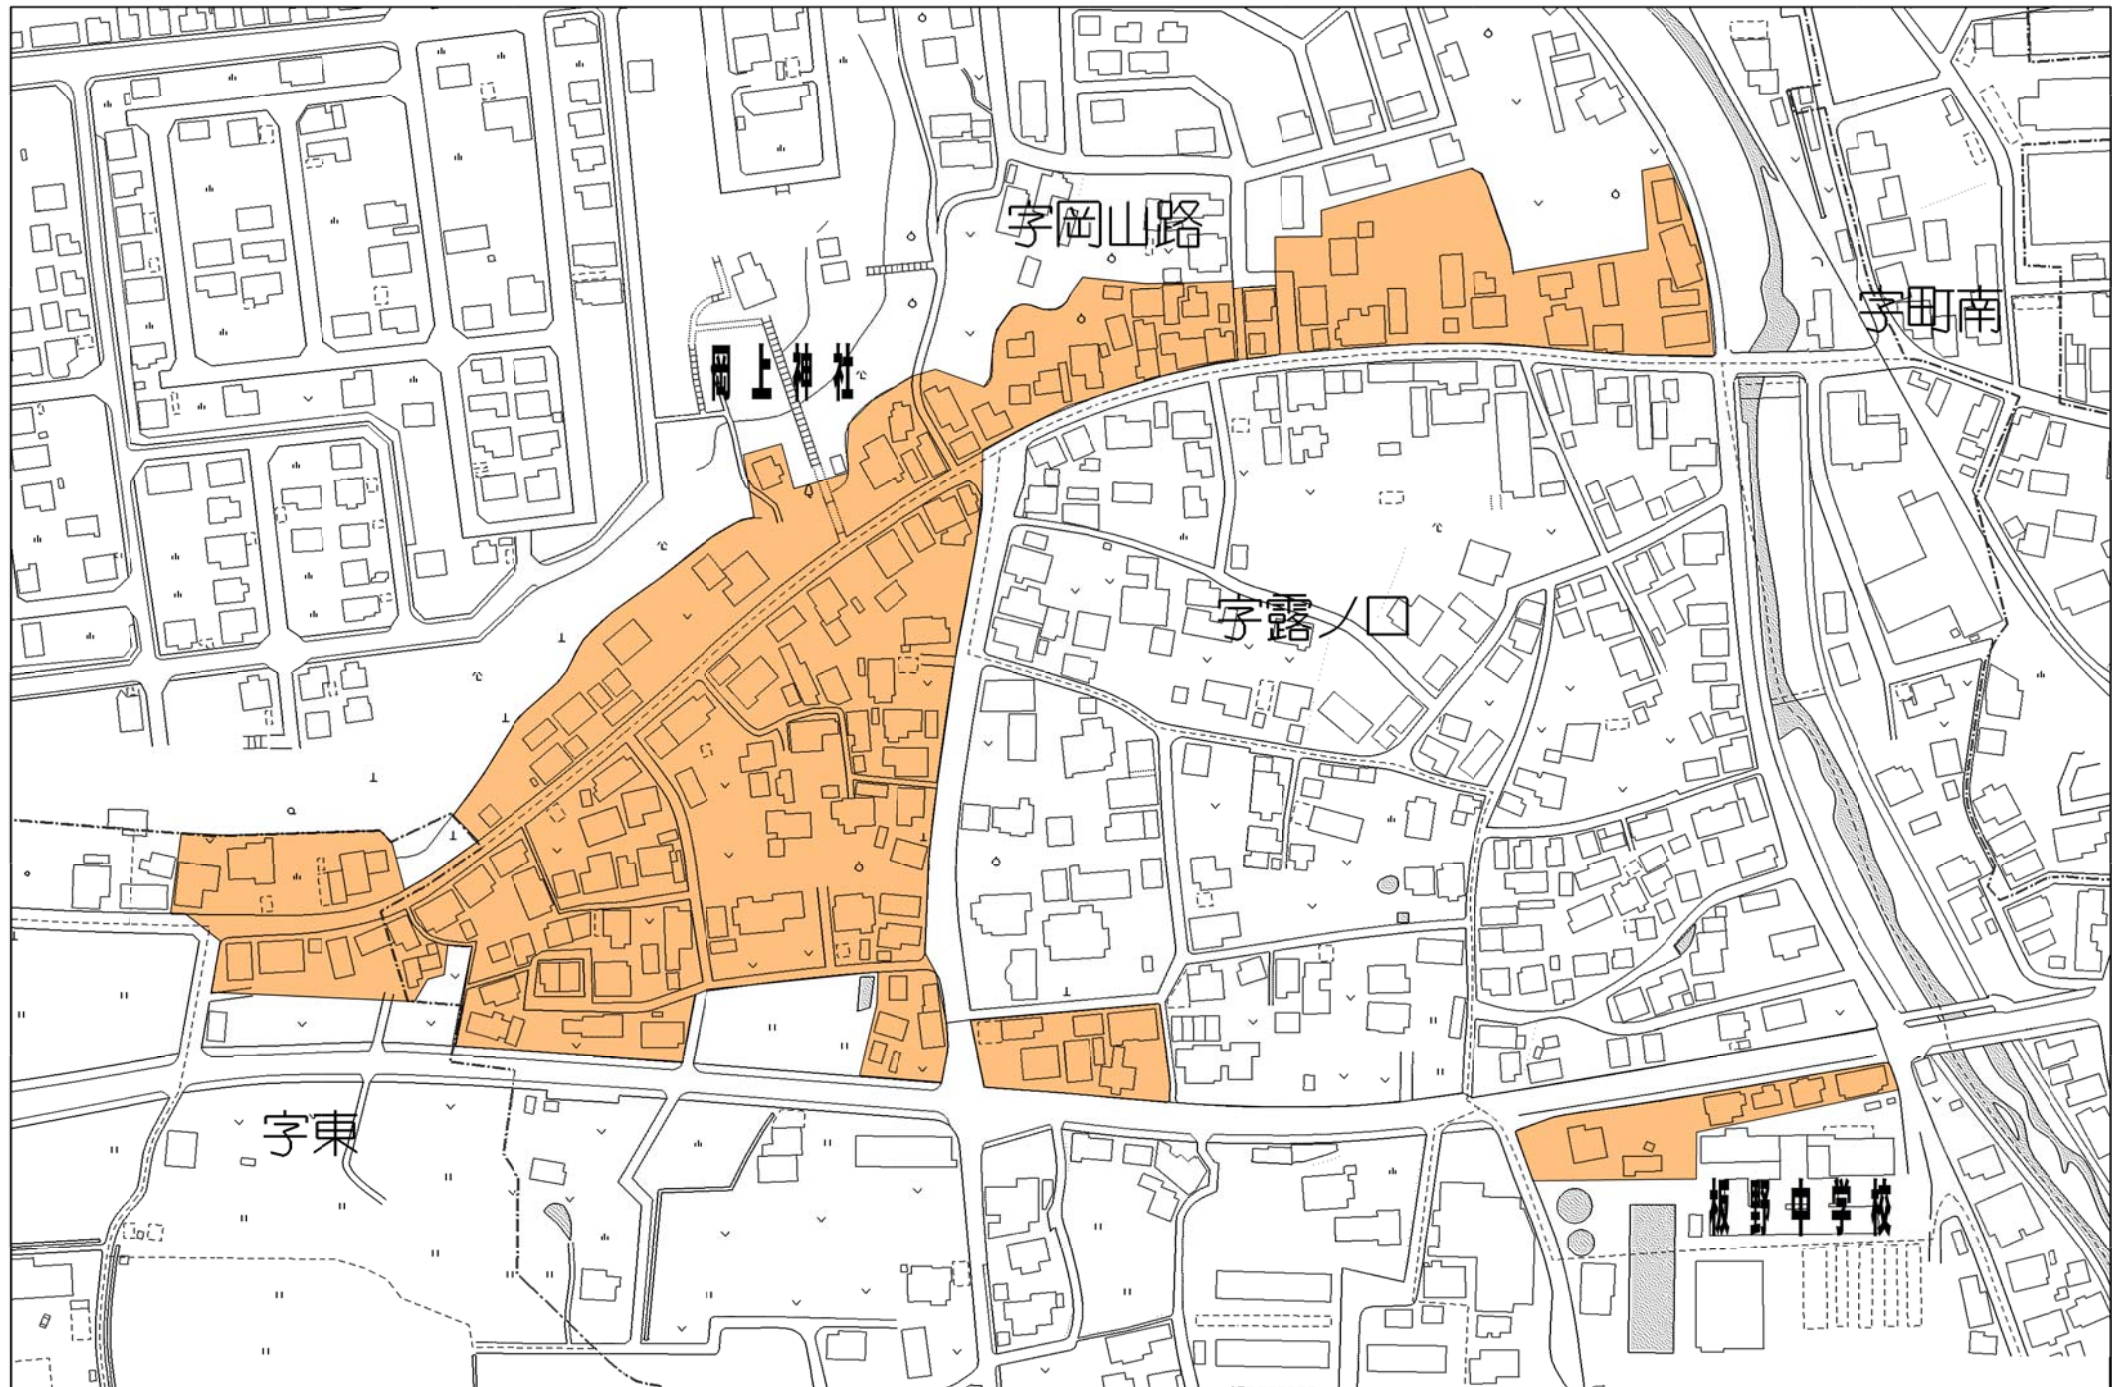 字岡山路
字町南
岡上神社
字露ノ口
字東
板野中学校